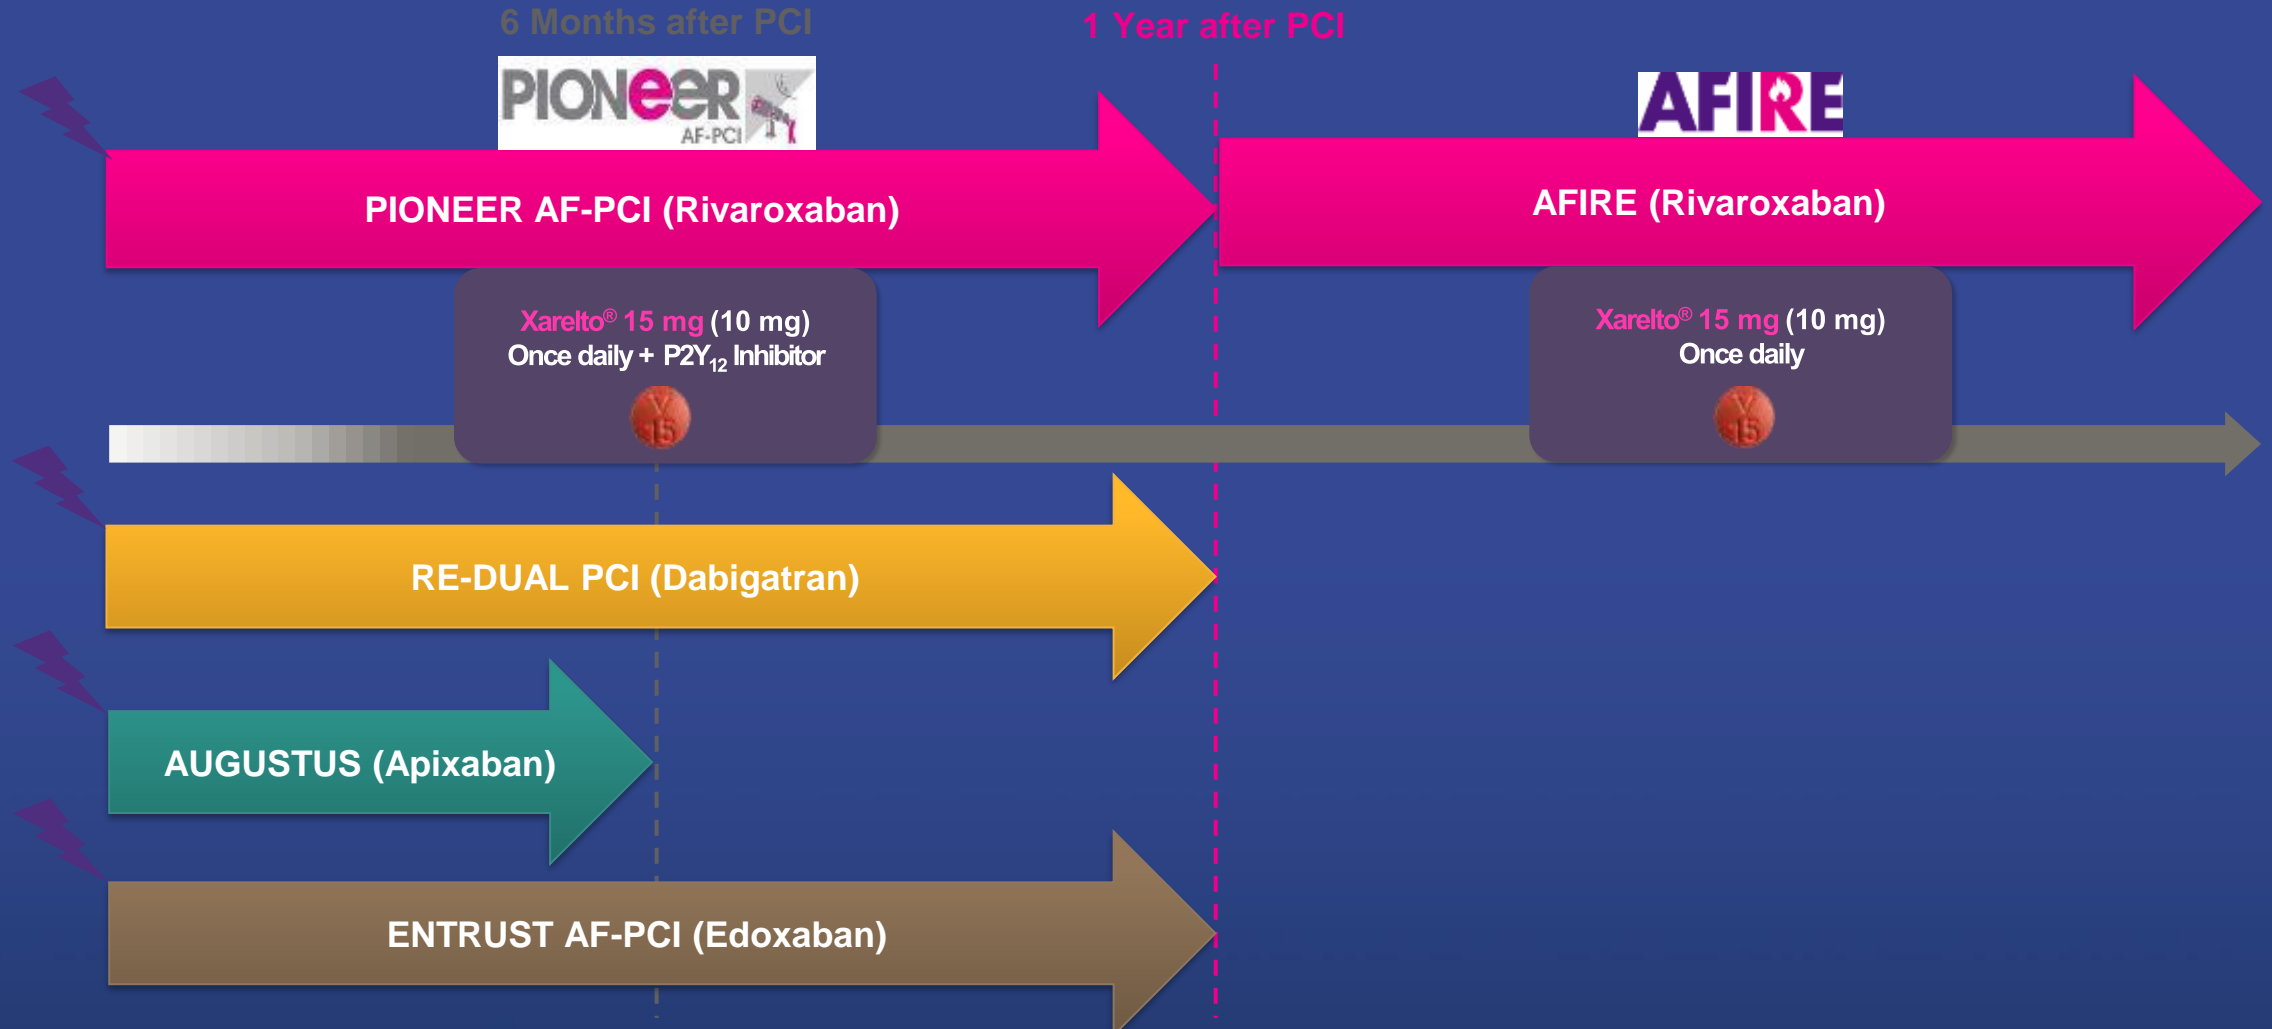 6 Months after PCI
1 Year after PCI
PIONEER
AF-PCI
AFIRE
PIONEER AF-PCI (Rivaroxaban)
AFIRE (Rivaroxaban)
Xarelto® 15 mg (10 mg)
Once daily + P2Y₁₂ Inhibitor
15
Xarelto® 15 mg (10 mg)
Once daily
15
RE-DUAL PCI (Dabigatran)
AUGUSTUS (Apixaban)
ENTRUST AF-PCI (Edoxaban)